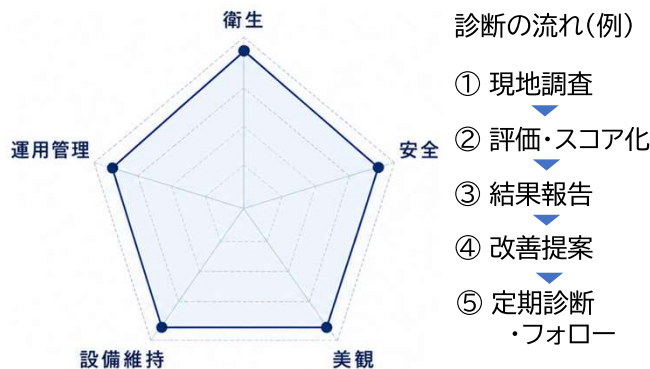 衛生
安全
美観
設備維持
運用管理
診断の流れ(例)
① 現地調査
② 評価・スコア化
③ 結果報告
④ 改善提案
⑤ 定期診断
・フォロー